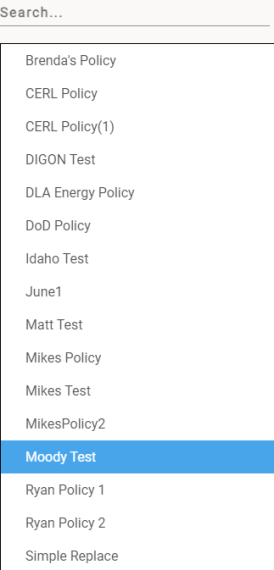 Search...
Brenda's Policy
CERL Policy
CERL Policy(1)
DIGON Test
DLA Energy Policy
DoD Policy
Idaho Test
June1
Matt Test
Mikes Policy
Mikes Test
MikesPolicy2
Moody Test
Ryan Policy 1
Ryan Policy 2
Simple Replace